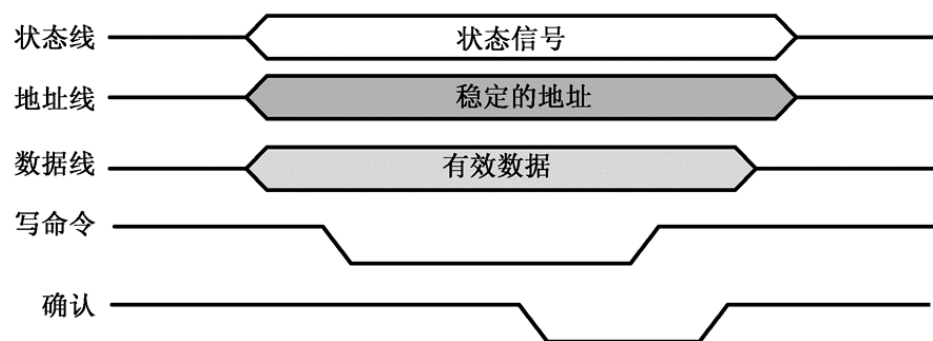 状态线 状态信号
地址线 稳定的地址
数据线 有效数据
写命令
确认